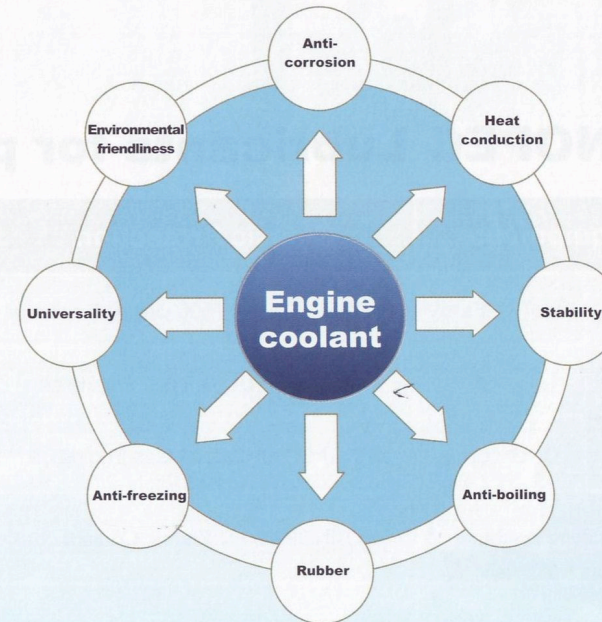 Anti-
corrosion
Heat
conduction
Stability
Anti-boiling
Rubber
Anti-freezing
Universality
Environmental
friendliness
Engine
coolant